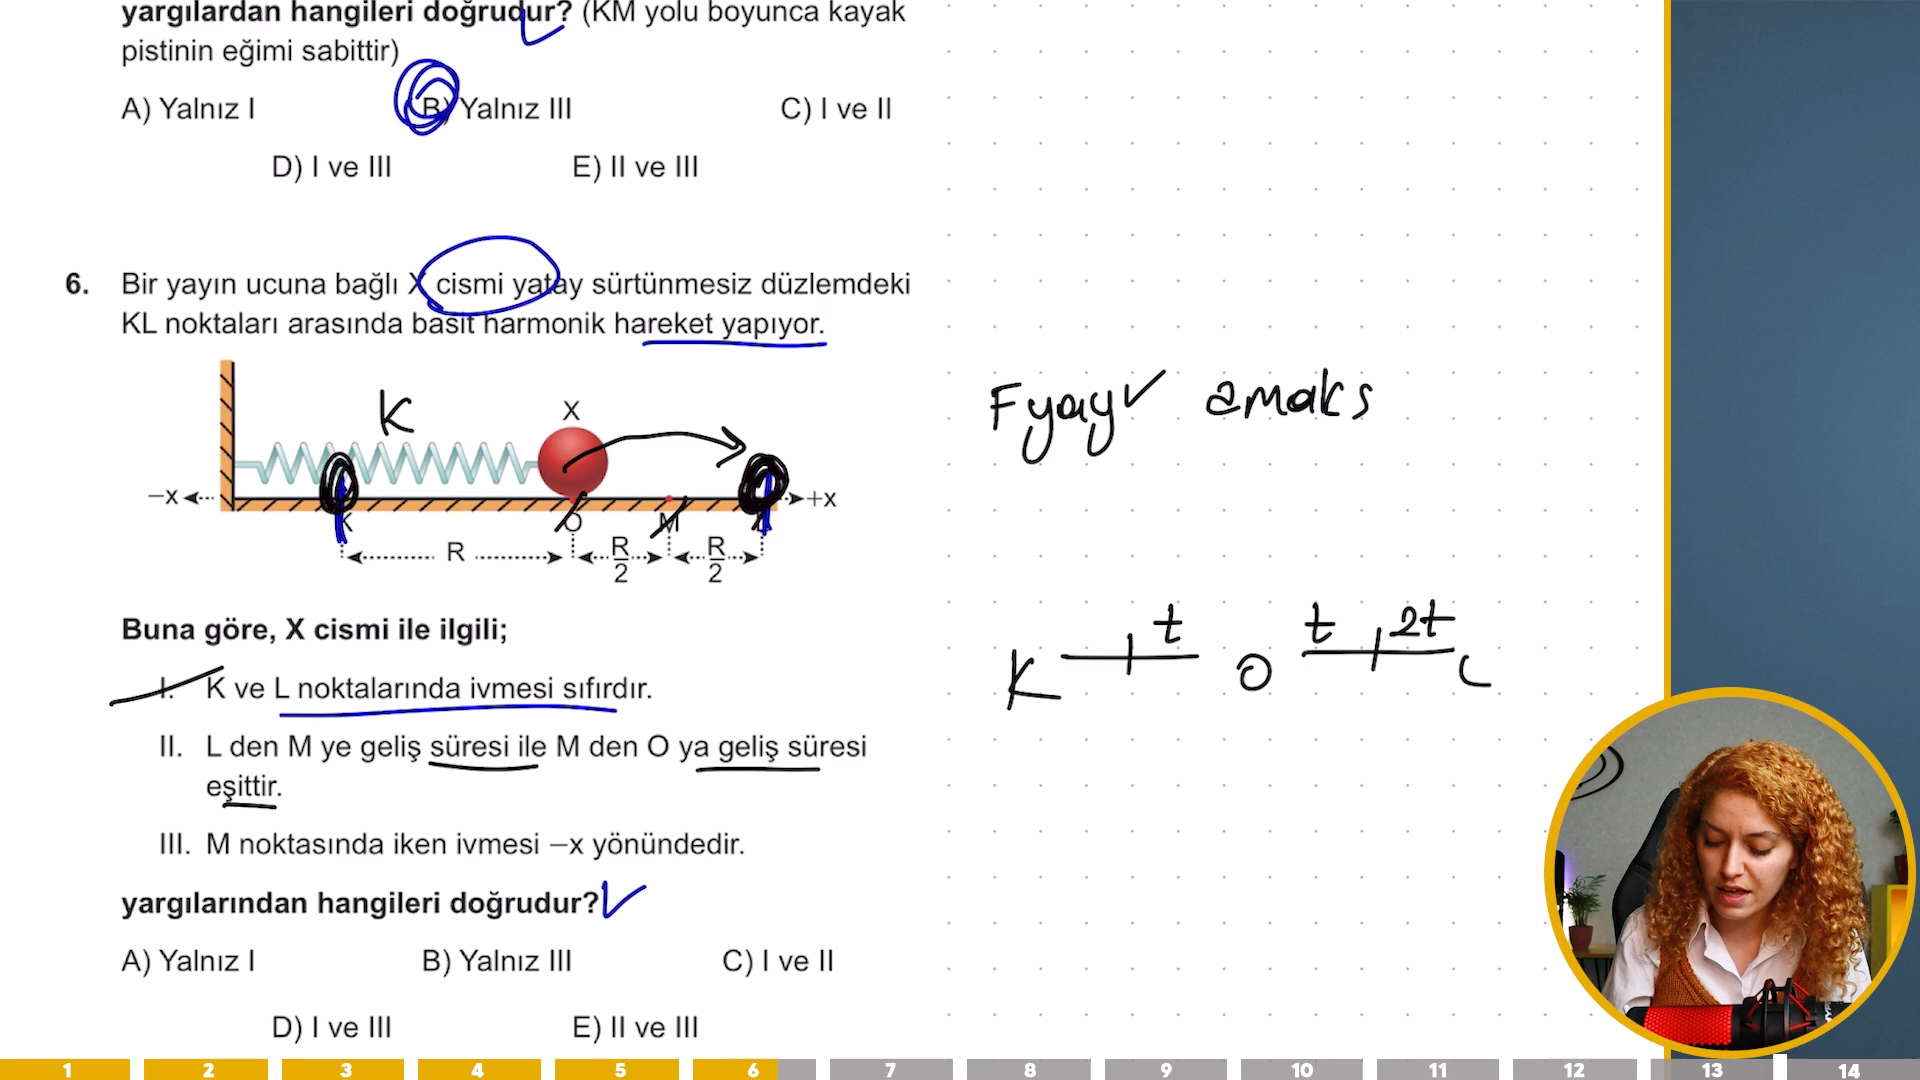 yargılardan hangileri doğrudur? (KM yolu boyunca kayak
pistinin eğimi sabittir)
A) Yalnız I B) Yalnız III C) I ve II
D) I ve III E) II ve III
6. Bir yayın ucuna bağlı X cismi yatay sürtünmesiz düzlemdeki
KL noktaları arasında basit harmonik hareket yapıyor.
K X
Fyay✓ amaks
−x +x
K O M L
R R/2 R/2
t t 2t
K O L
Buna göre, X cismi ile ilgili;
I. K ve L noktalarında ivmesi sıfırdır.
II. L den M ye geliş süresi ile M den O ya geliş süresi
eşittir.
III. M noktasında iken ivmesi −x yönündedir.
yargılarından hangileri doğrudur?
A) Yalnız I B) Yalnız III C) I ve II
D) I ve III E) II ve III
1 2 3 4 5 6 7 8 9 10 11 12 13 14